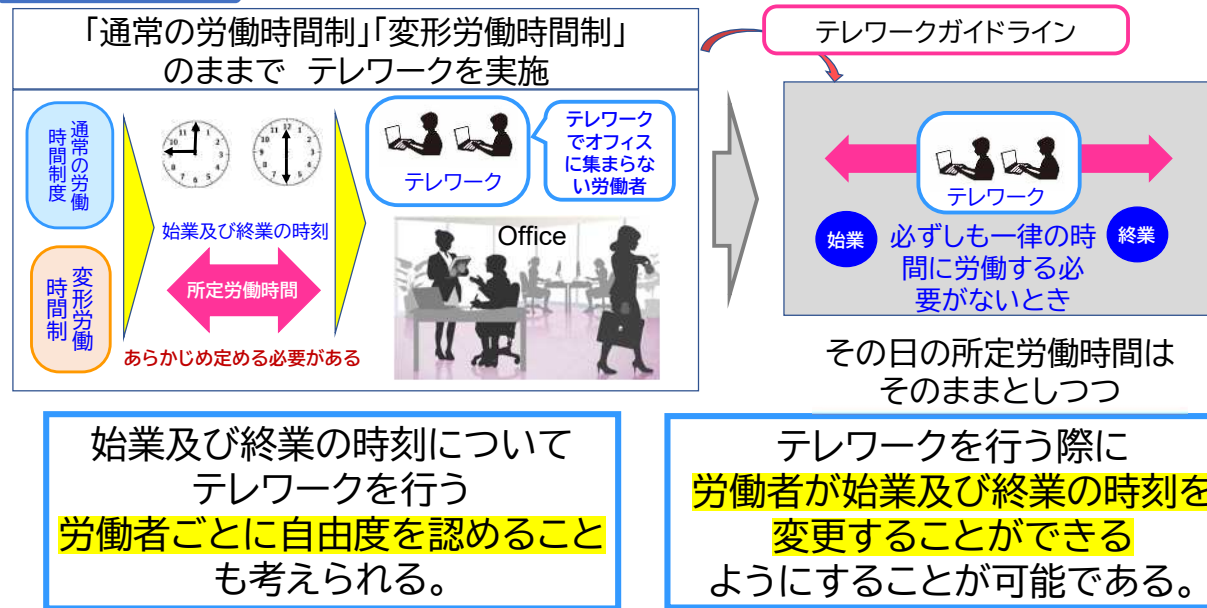 「通常の労働時間制」「変形労働時間制」
のままで テレワークを実施
テレワークガイドライン
通常の労働
時間制度
変形労働
時間制
始業及び終業の時刻
所定労働時間
あらかじめ定める必要がある
テレワーク
テレワーク
でオフィス
に集まらな
い労働者
Office
テレワーク
始業
必ずしも一律の時
間に労働する必
要がないとき
終業
その日の所定労働時間は
そのままとしつつ
始業及び終業の時刻について
テレワークを行う
労働者ごとに自由度を認めること
も考えられる。
テレワークを行う際に
労働者が始業及び終業の時刻を
変更することができる
ようにすることが可能である。